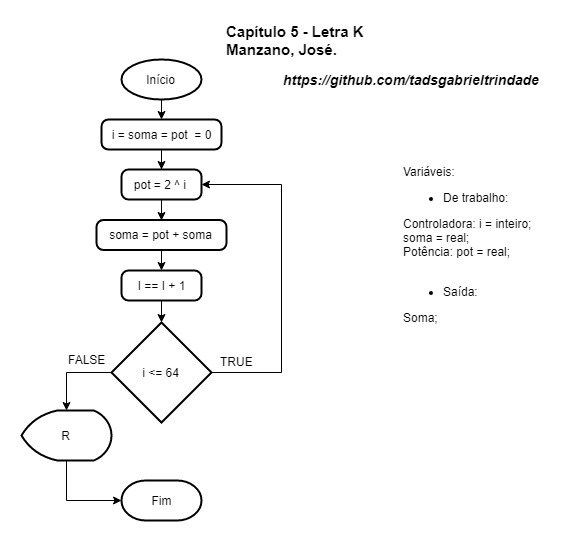 Capítulo 5 - Letra K
Manzano, José.
https://github.com/tadsgabrieltrindade
Início
i = soma = pot = 0
pot = 2 ^ i
soma = pot + soma
I == I + 1
i <= 64
FALSE
TRUE
R
Fim
Variáveis:
• De trabalho:
Controladora: i = inteiro;
soma = real;
Potência: pot = real;
• Saída:
Soma;